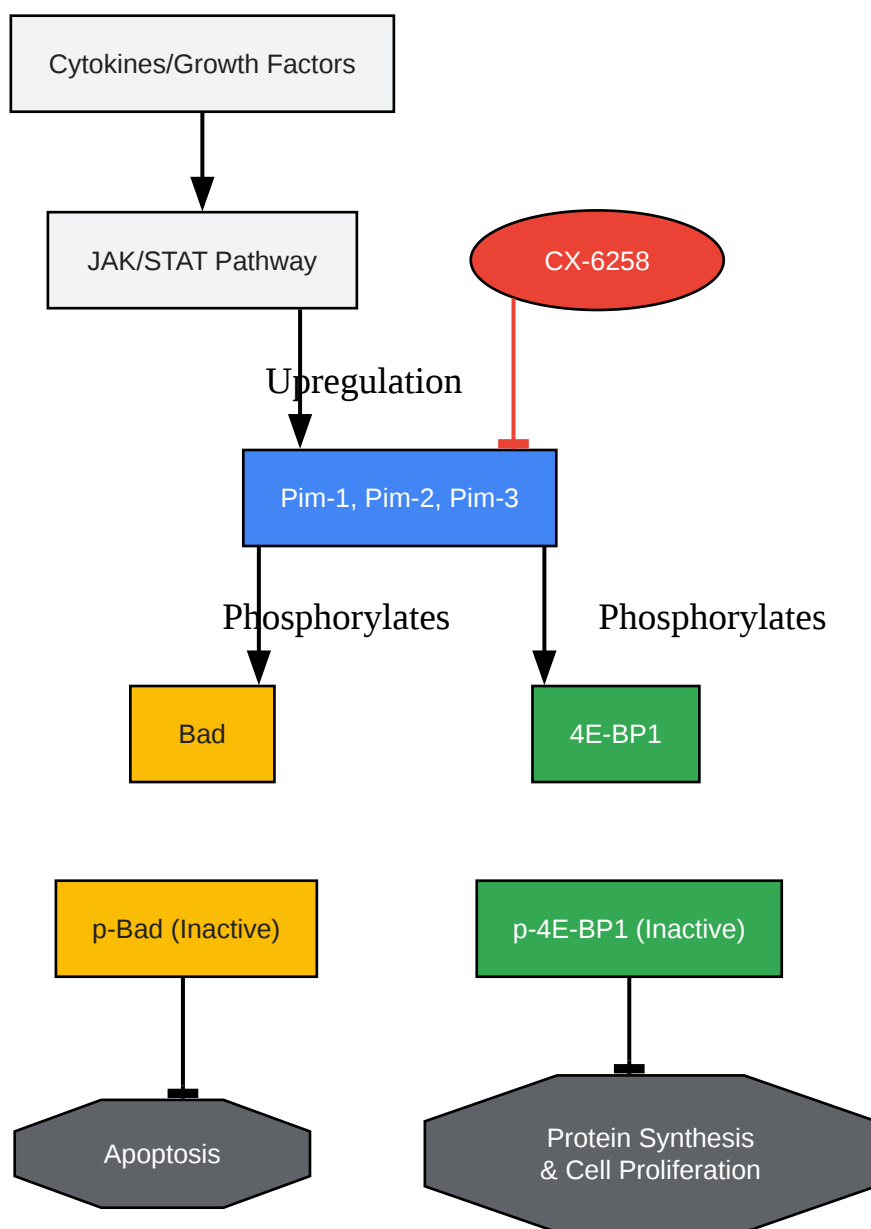 Cytokines/Growth Factors
JAK/STAT Pathway
CX-6258
Upregulation
Pim-1, Pim-2, Pim-3
Phosphorylates
Phosphorylates
Bad
4E-BP1
p-Bad (Inactive)
p-4E-BP1 (Inactive)
Apoptosis
Protein Synthesis
& Cell Proliferation